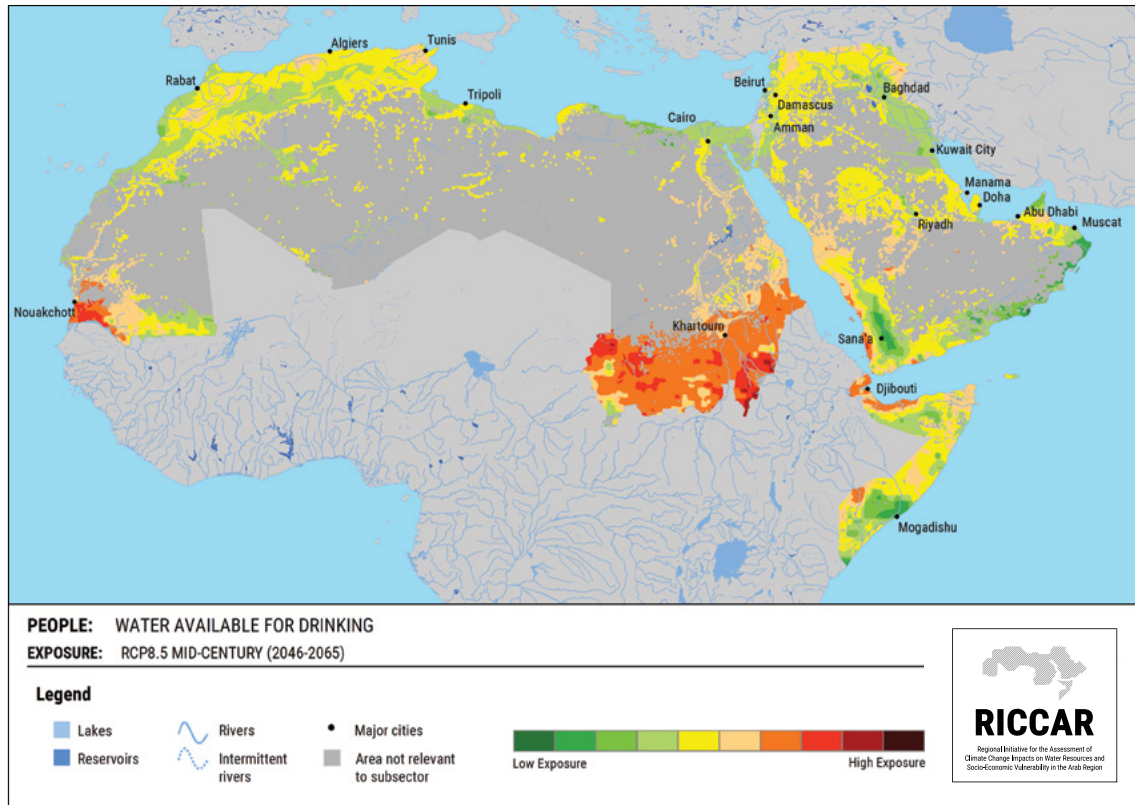 Algiers
Tunis
Rabat
Tripoli
Beirut
Damascus
Baghdad
Cairo
Amman
Kuwait City
Manama
Doha
Abu Dhabi
Muscat
Riyadh
Nouakchott
Khartoum
Sana'a
Djibouti
Mogadishu
PEOPLE: WATER AVAILABLE FOR DRINKING
EXPOSURE: RCP8.5 MID-CENTURY (2046-2065)
Legend
Lakes
Reservoirs
Rivers
Intermittent
rivers
Major cities
Area not relevant
to subsector
Low Exposure
High Exposure
RICCAR
Regional Initiative for the Assessment of
Climate Change Impacts on Water Resources and
Socio-Economic Vulnerability in the Arab Region